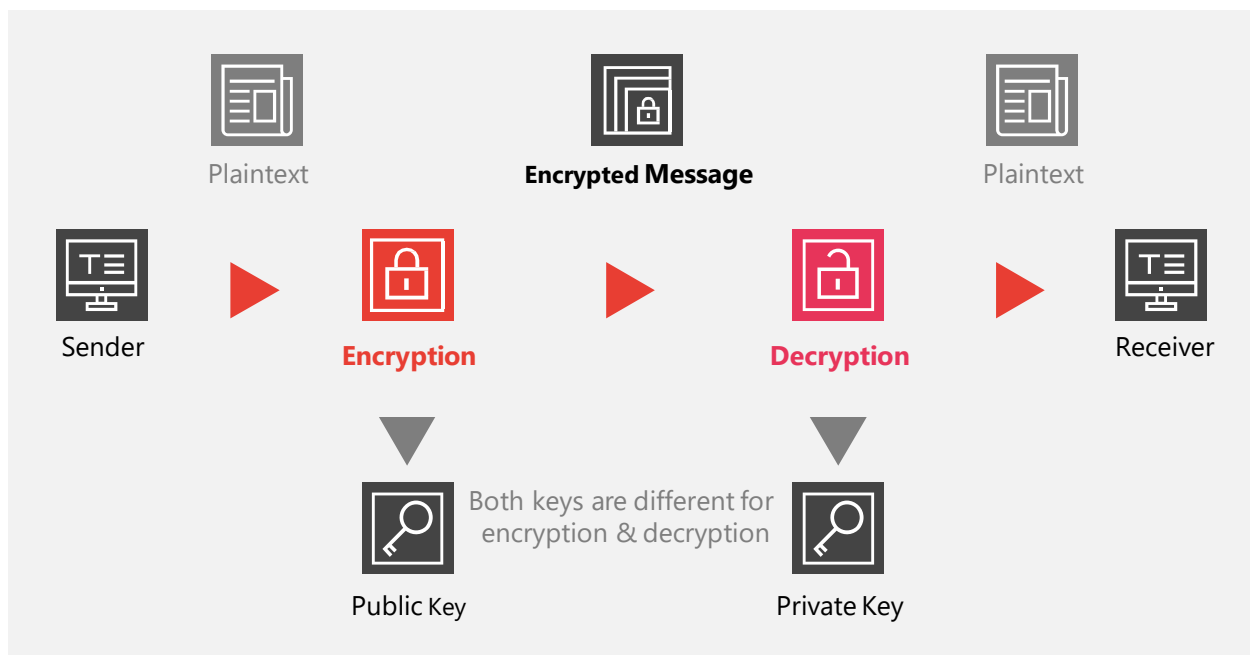 Plaintext
Encrypted Message
Plaintext
Sender
Encryption
Decryption
Receiver
Both keys are different for
encryption & decryption
Public Key
Private Key